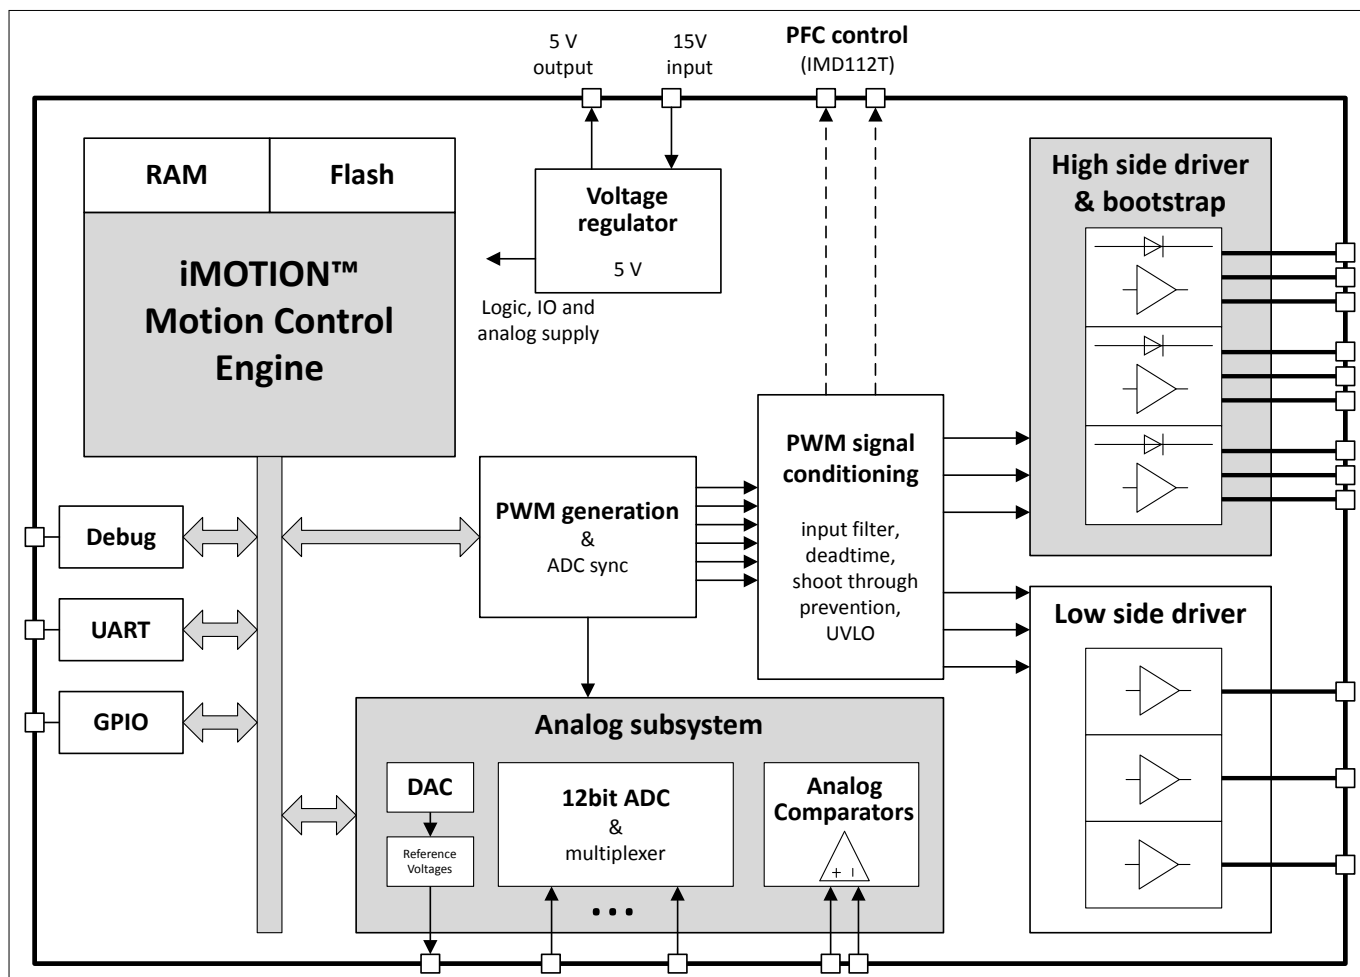 5 V
output
15V
input
PFC control
(IMD112T)
RAM
Flash
iMOTION™
Motion Control
Engine
Voltage
regulator
5 V
Logic, IO and
analog supply
High side driver
& bootstrap
PWM generation
&
ADC sync
PWM signal
conditioning
input filter,
deadtime,
shoot through
prevention,
UVLO
Debug
UART
GPIO
Low side driver
Analog subsystem
DAC
Reference
Voltages
12bit ADC
&
multiplexer
...
Analog
Comparators
+ −